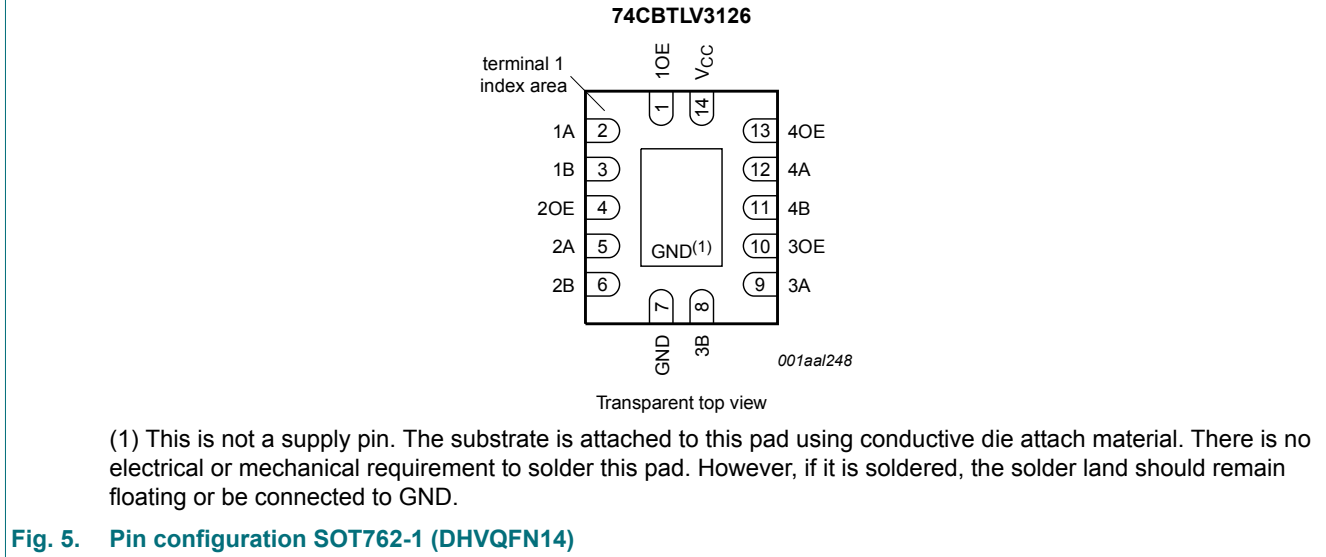 74CBTLV3126
terminal 1
index area
1OE
VCC
1
14
1A 2
13 4OE
1B 3
12 4A
2OE 4
11 4B
2A 5
GND(1)
10 3OE
2B 6
9 3A
7
8
GND
3B
001aal248
Transparent top view
(1) This is not a supply pin. The substrate is attached to this pad using conductive die attach material. There is no
electrical or mechanical requirement to solder this pad. However, if it is soldered, the solder land should remain
floating or be connected to GND.
Fig. 5. Pin configuration SOT762-1 (DHVQFN14)